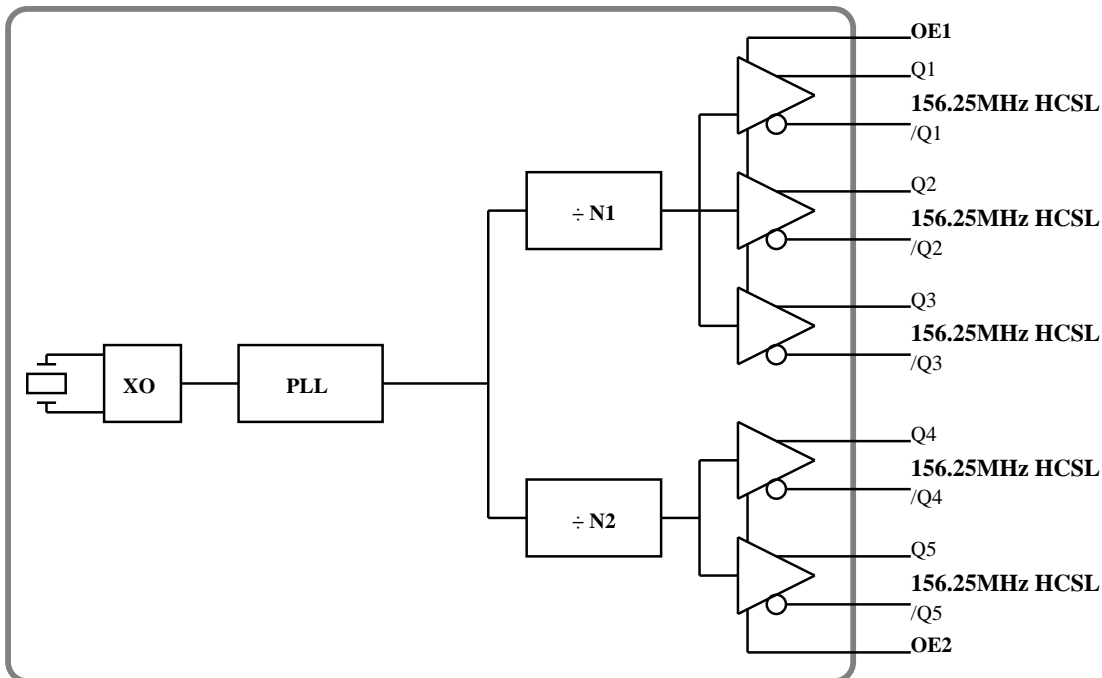 OE1
Q1
156.25MHz HCSL
/Q1
Q2
÷ N1
156.25MHz HCSL
/Q2
Q3
156.25MHz HCSL
/Q3
XO
PLL
Q4
156.25MHz HCSL
/Q4
÷ N2
Q5
156.25MHz HCSL
/Q5
OE2